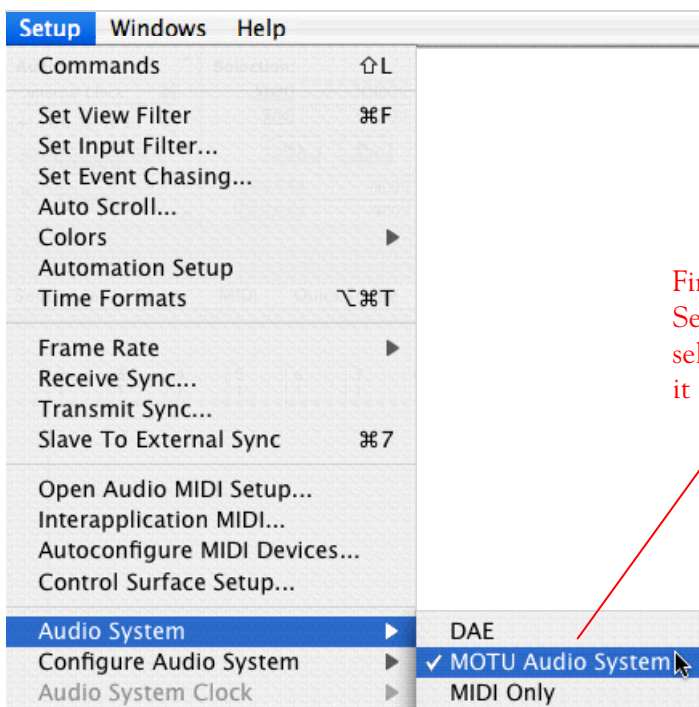 Setup Windows Help
Commands ⇧L
Set View Filter ⌘F
Set Input Filter...
Set Event Chasing...
Auto Scroll...
Colors ▶
Automation Setup
Time Formats ⌥⌘T
Frame Rate ▶
Receive Sync...
Transmit Sync...
Slave To External Sync ⌘7
Open Audio MIDI Setup...
Interapplication MIDI...
Autoconfigure MIDI Devices...
Control Surface Setup...
Audio System ▶
Configure Audio System ▶
Audio System Clock ▶
DAE
✓ MOTU Audio System
MIDI Only
it